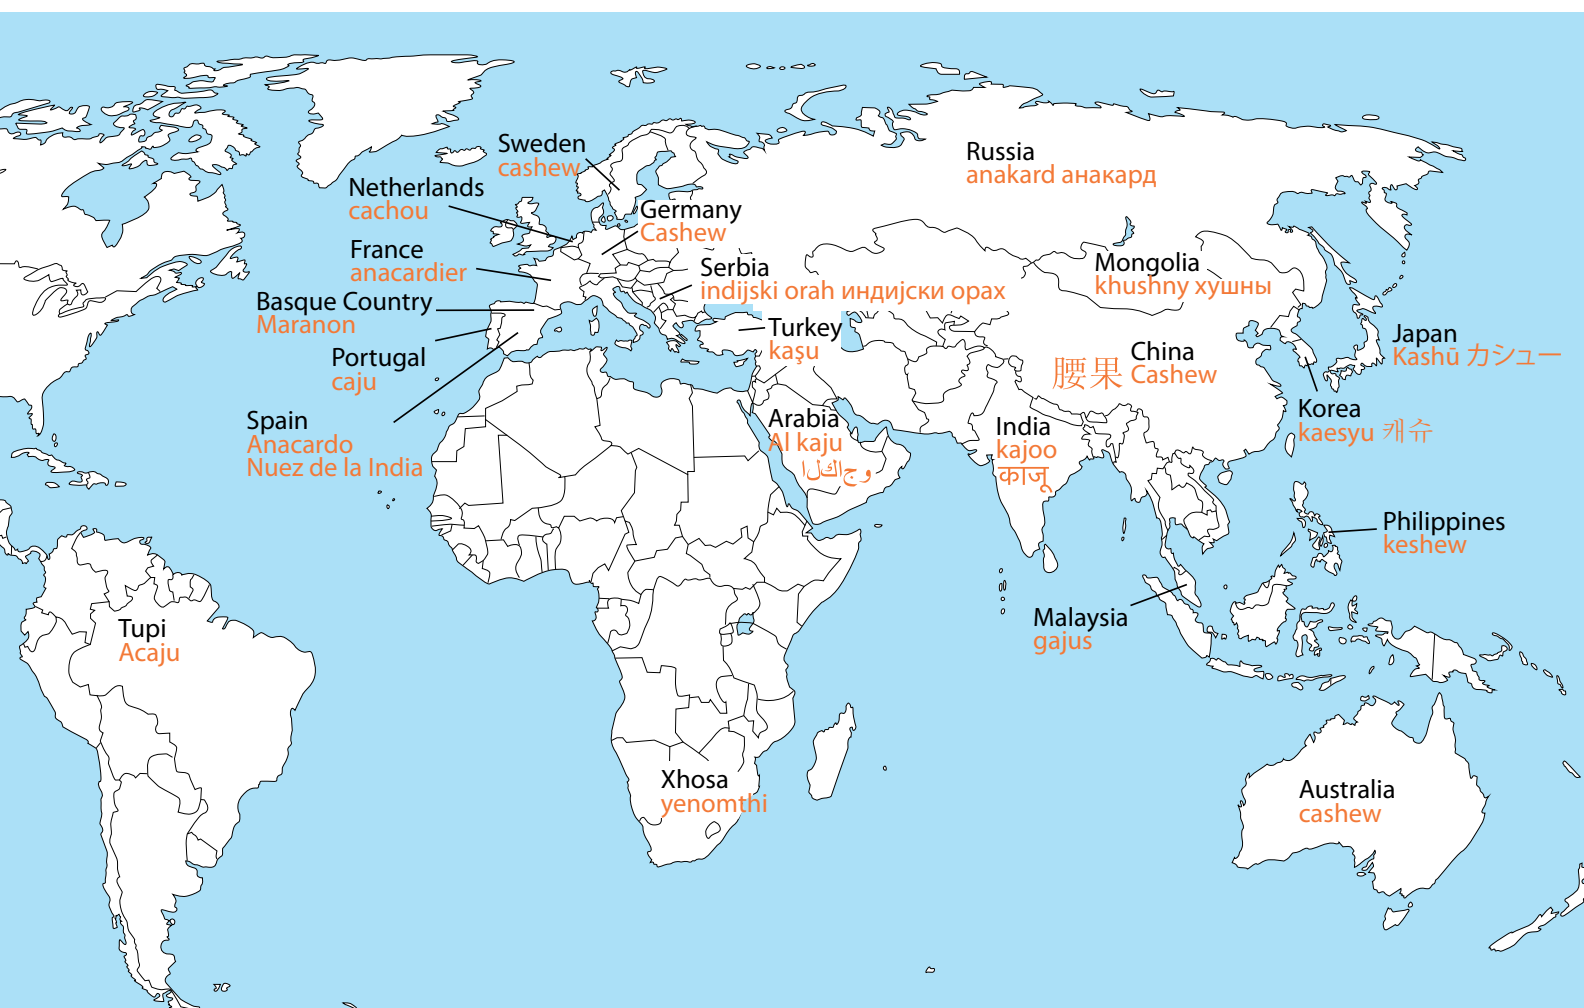 Sweden
cashew
Netherlands
cachou
Germany
Cashew
France
anacardier
Basque Country
Maranon
Portugal
caju
Spain
Anacardo
Nuez de la India
Serbia
indijski orah индијски орах
Turkey
kaşu
Russia
anakard анакард
Mongolia
khushny хушны
China
腰果 Cashew
Japan
Kashū カシュー
Korea
kaesyu 캐슈
Arabia
Al kaju
وجاكلا
India
kajoo
काजू
Philippines
keshew
Malaysia
gajus
Tupi
Acaju
Xhosa
yenomthi
Australia
cashew